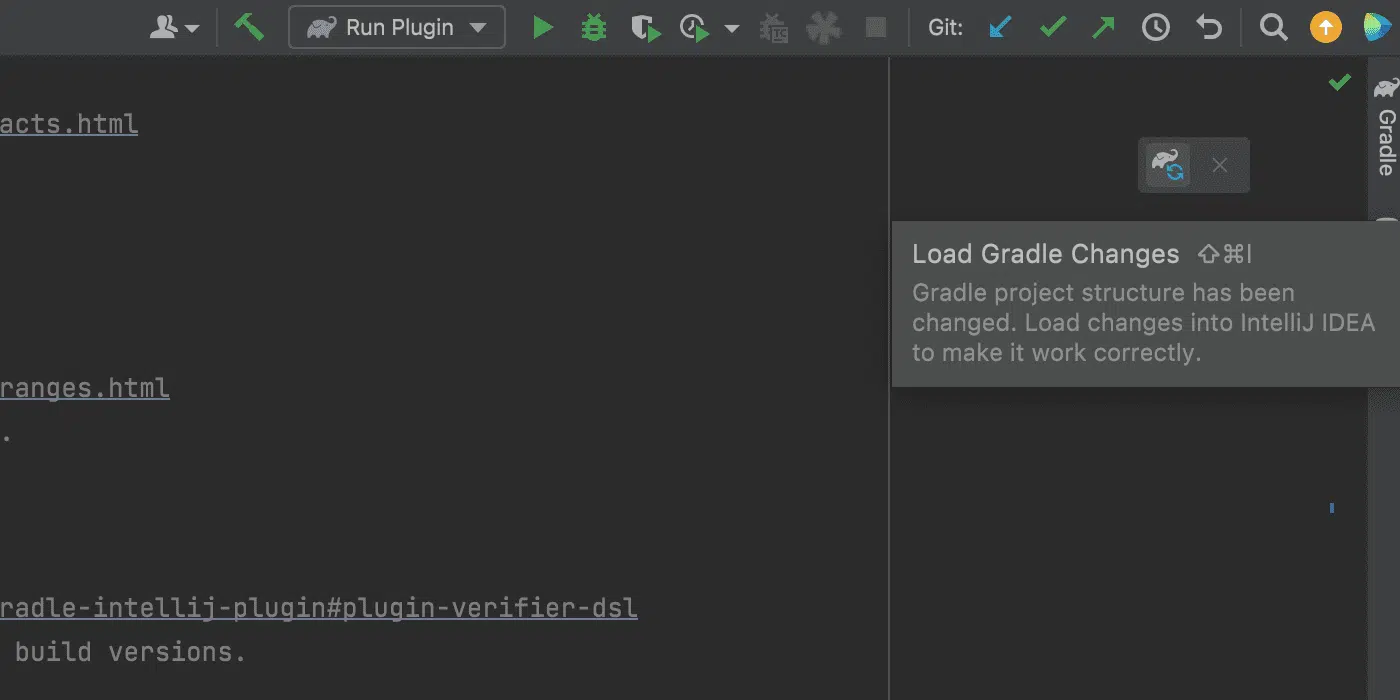 Run Plugin
Git:
acts.html
Gradle
Load Gradle Changes ⇧⌘I
Gradle project structure has been
changed. Load changes into IntelliJ IDEA
to make it work correctly.
ranges.html
.
radle-intellij-plugin#plugin-verifier-dsl
build versions.